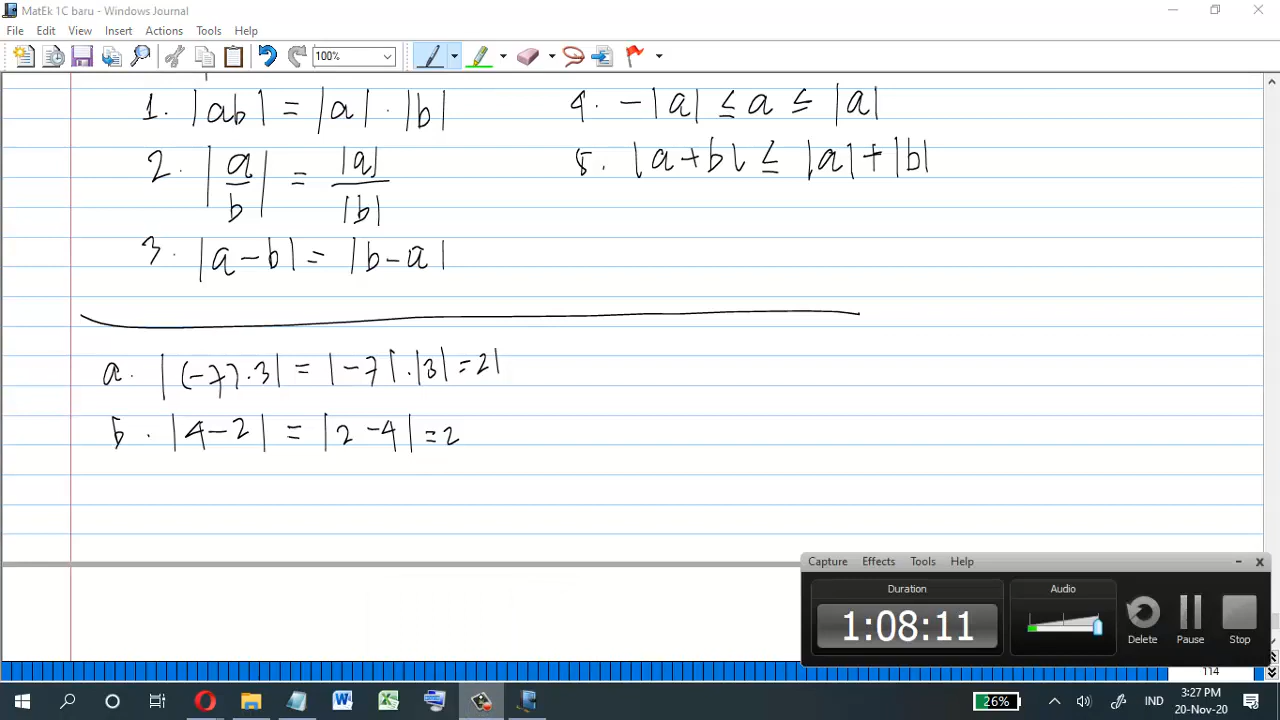 MatEk 1C baru - Windows Journal
File Edit View Insert Actions Tools Help
100%
1. |ab| = |a| · |b|
2. |a/b| = |a|/|b|
3. |a-b| = |b-a|
4. -|a| ≤ a ≤ |a|
5. |a+b| ≤ |a|+|b|
a. |(-7).3| = |-7|.|3| = 21
b. |4-2| = |2-4| = 2
Capture Effects Tools Help
Duration
Audio
1:08:11
Delete Pause Stop
114
26%
IND
3:27 PM
20-Nov-20